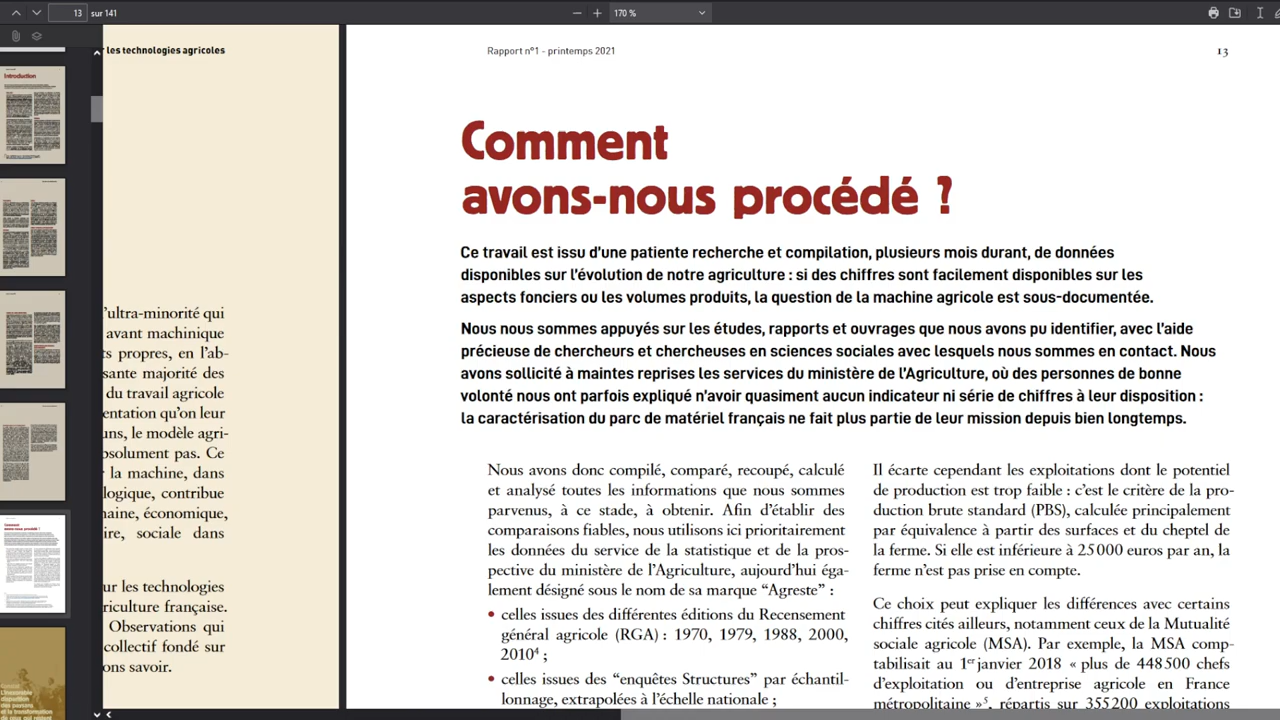 13 sur 141
170 %
r les technologies agricoles
'ultra-minorité qui
avant machinique
ts propres, en l'ab-
sante majorité des
du travail agricole
entation qu'on leur
uns, le modèle agri-
bsolument pas. Ce
la machine, dans
logique, contribue
naine, économique,
ire, sociale dans
ur les technologies
riculture française.
Observations qui
collectif fondé sur
ons savoir.
Rapport n°1 - printemps 2021
13
Comment
avons-nous procédé ?
Ce travail est issu d'une patiente recherche et compilation, plusieurs mois durant, de données
disponibles sur l'évolution de notre agriculture : si des chiffres sont facilement disponibles sur les
aspects fonciers ou les volumes produits, la question de la machine agricole est sous-documentée.
Nous nous sommes appuyés sur les études, rapports et ouvrages que nous avons pu identifier, avec l'aide
précieuse de chercheurs et chercheuses en sciences sociales avec lesquels nous sommes en contact. Nous
avons sollicité à maintes reprises les services du ministère de l'Agriculture, où des personnes de bonne
volonté nous ont parfois expliqué n'avoir quasiment aucun indicateur ni série de chiffres à leur disposition :
la caractérisation du parc de matériel français ne fait plus partie de leur mission depuis bien longtemps.
Nous avons donc compilé, comparé, recoupé, calculé
et analysé toutes les informations que nous sommes
parvenus, à ce stade, à obtenir. Afin d'établir des
comparaisons fiables, nous utilisons ici prioritairement
les données du service de la statistique et de la pros-
pective du ministère de l'Agriculture, aujourd'hui éga-
lement désigné sous le nom de sa marque “Agreste” :
• celles issues des différentes éditions du Recensement
général agricole (RGA) : 1970, 1979, 1988, 2000,
2010⁴ ;
• celles issues des “enquêtes Structures” par échantil-
lonnage, extrapolées à l'échelle nationale ;
Il écarte cependant les exploitations dont le potentiel
de production est trop faible : c'est le critère de la pro-
duction brute standard (PBS), calculée principalement
par équivalence à partir des surfaces et du cheptel de
la ferme. Si elle est inférieure à 25 000 euros par an, la
ferme n'est pas prise en compte.
Ce choix peut expliquer les différences avec certains
chiffres cités ailleurs, notamment ceux de la Mutualité
sociale agricole (MSA). Par exemple, la MSA comp-
tabilisait au 1er janvier 2018 « plus de 448 500 chefs
d'exploitation ou d'entreprise agricole en France
métropolitaine »⁵, répartis sur 355 200 exploitations
Introduction
Comment
avons-nous procédé ?